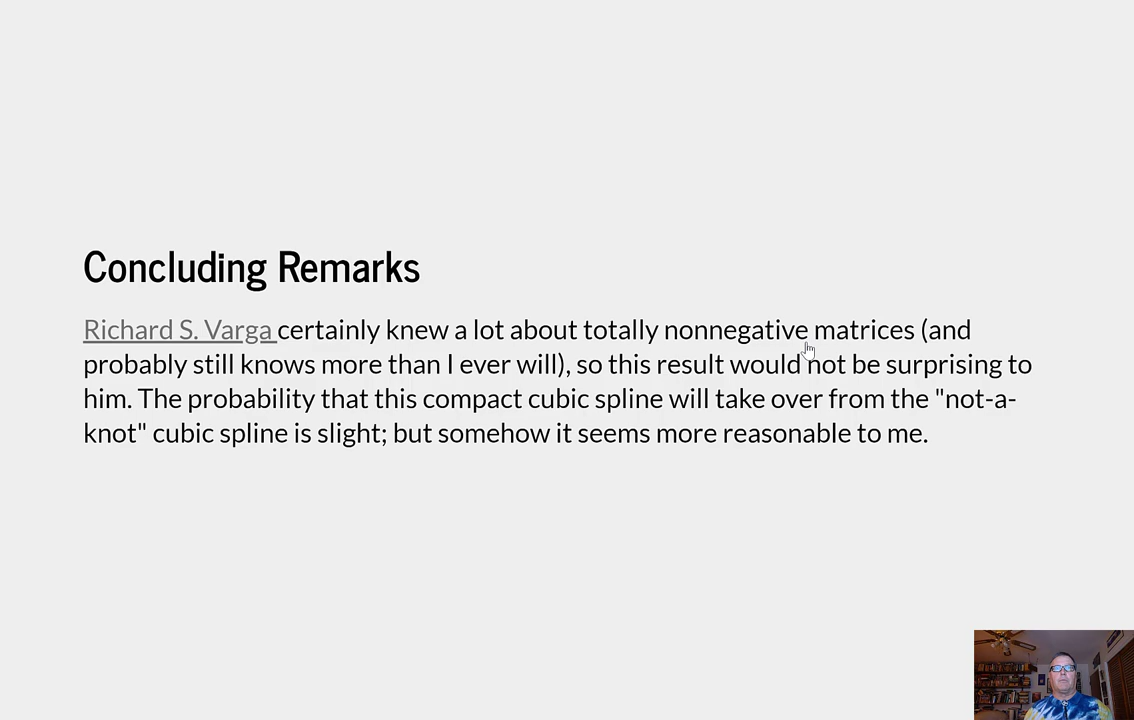 Concluding Remarks
Richard S. Varga certainly knew a lot about totally nonnegative matrices (and
probably still knows more than I ever will), so this result would not be surprising to
him. The probability that this compact cubic spline will take over from the "not-a-
knot" cubic spline is slight; but somehow it seems more reasonable to me.